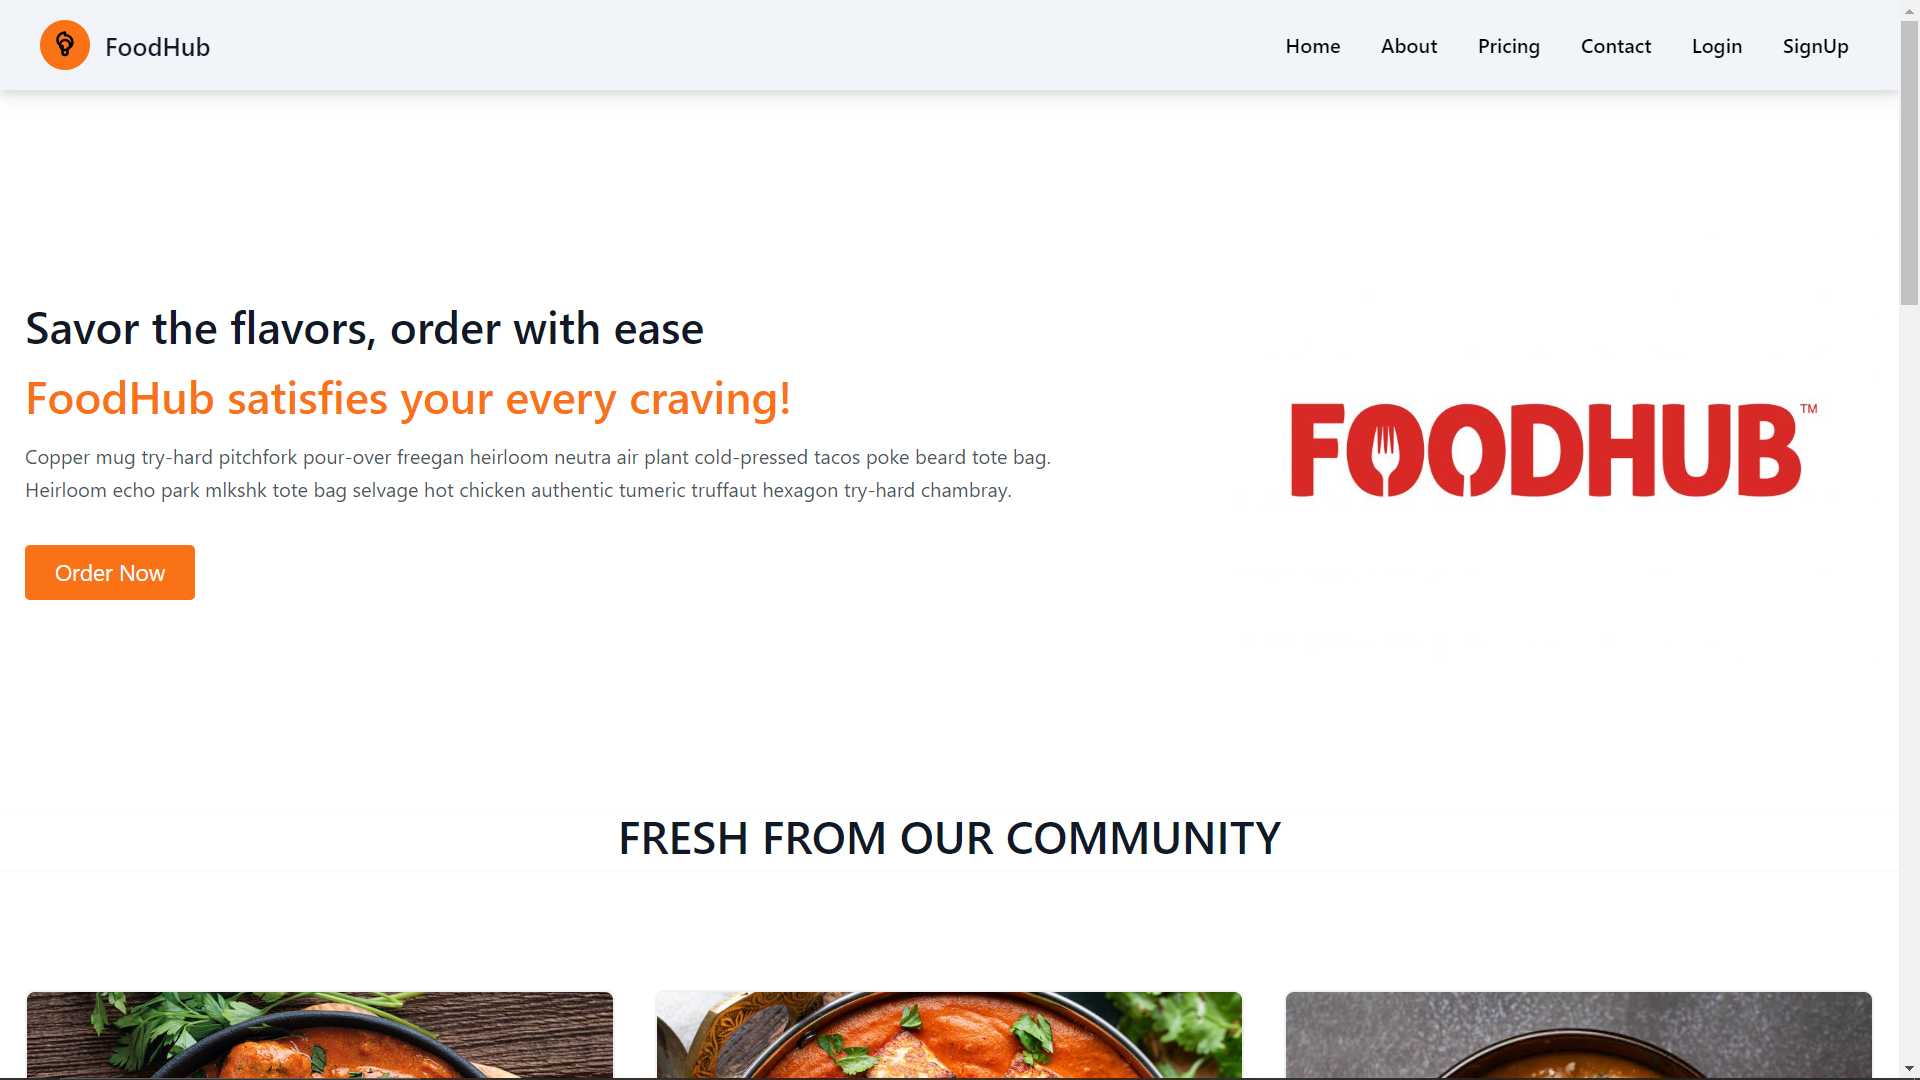 FoodHub
Home
About
Pricing
Contact
Login
SignUp
Savor the flavors, order with ease
FoodHub satisfies your every craving!
Copper mug try-hard pitchfork pour-over freegan heirloom neutra air plant cold-pressed tacos poke beard tote bag.
Heirloom echo park mlkshk tote bag selvage hot chicken authentic tumeric truffaut hexagon try-hard chambray.
Order Now
FOODHUB™
FRESH FROM OUR COMMUNITY